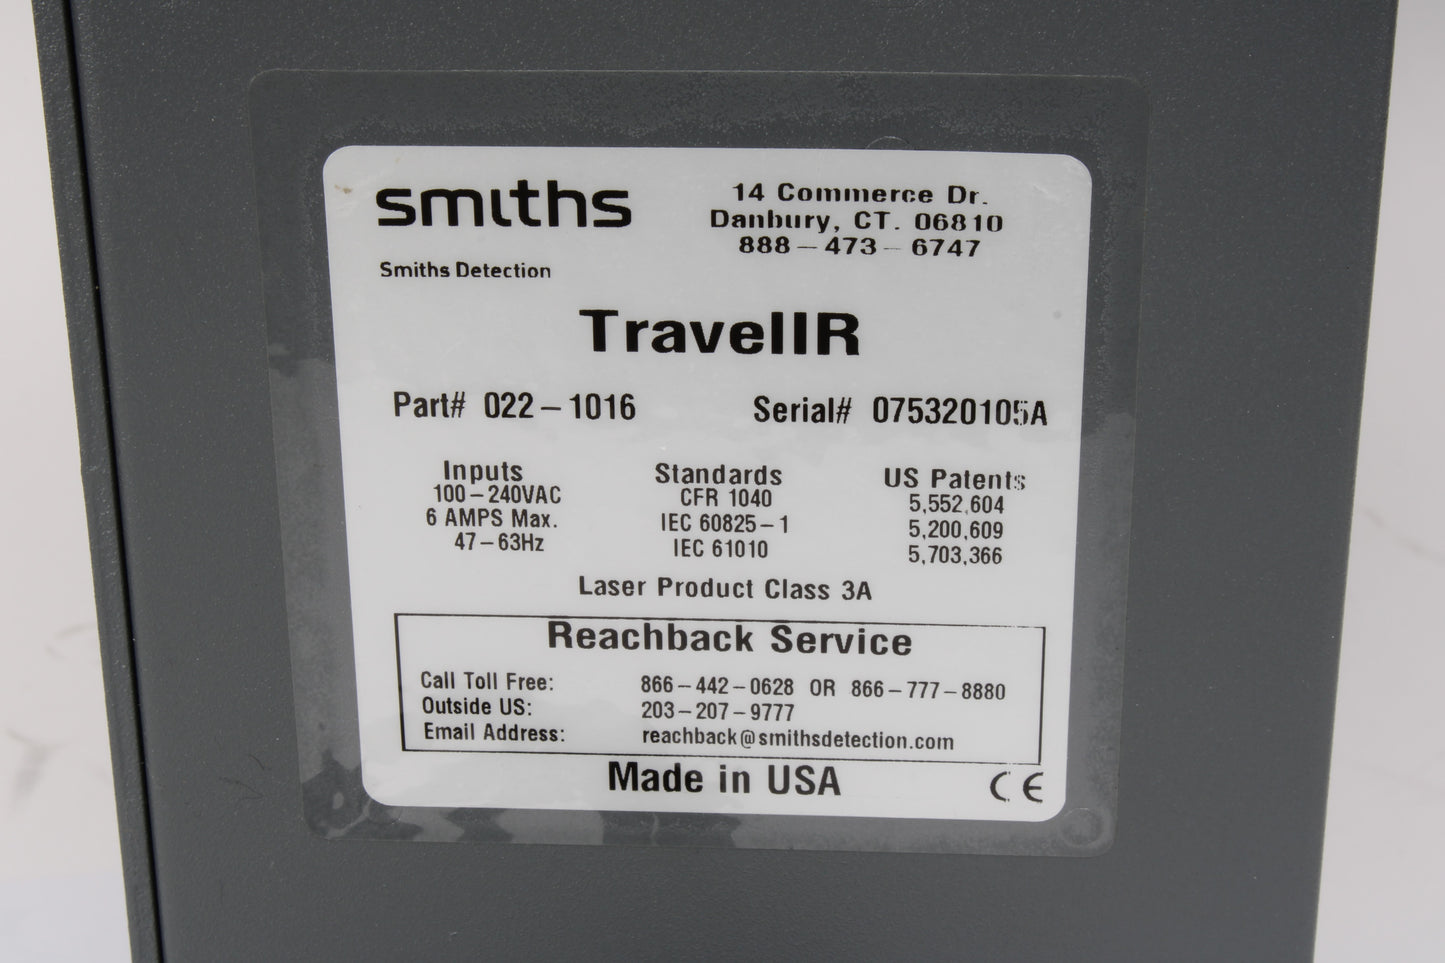 smiths
Smiths Detection
14 Commerce Dr.
Danbury, CT. 06810
888-473-6747
TravelIR
Part# 022-1016
Serial# 075320105A
Inputs
100-240VAC
6 AMPS Max.
47-63Hz
Standards
CFR 1040
IEC 60825-1
IEC 61010
US Patents
5,552,604
5,200,609
5,703,366
Laser Product Class 3A
Reachback Service
Call Toll Free: 866-442-0628 OR 866-777-8880
Outside US: 203-207-9777
Email Address: reachback@smithsdetection.com
Made in USA
CE